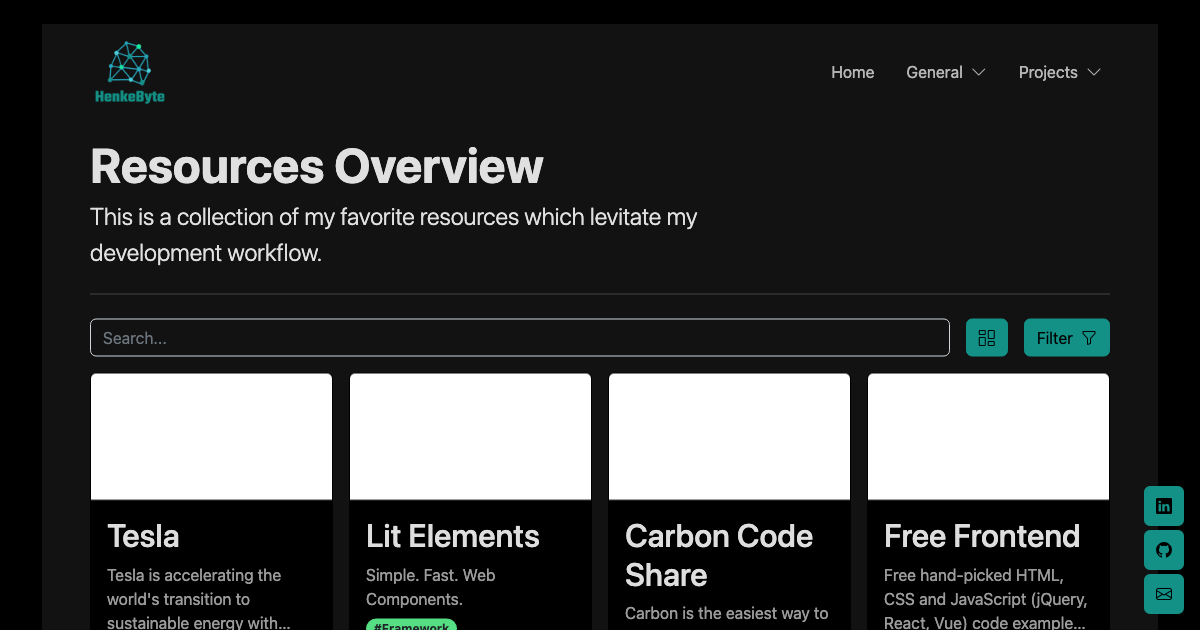 HenkeByte
Home
General
Projects
Resources Overview
This is a collection of my favorite resources which levitate my
development workflow.
Search...
Filter
Tesla
Tesla is accelerating the
world's transition to
sustainable energy with...
Lit Elements
Simple. Fast. Web
Components.
#Framework
Carbon Code
Share
Carbon is the easiest way to
Free Frontend
Free hand-picked HTML,
CSS and JavaScript (jQuery,
React, Vue) code example...